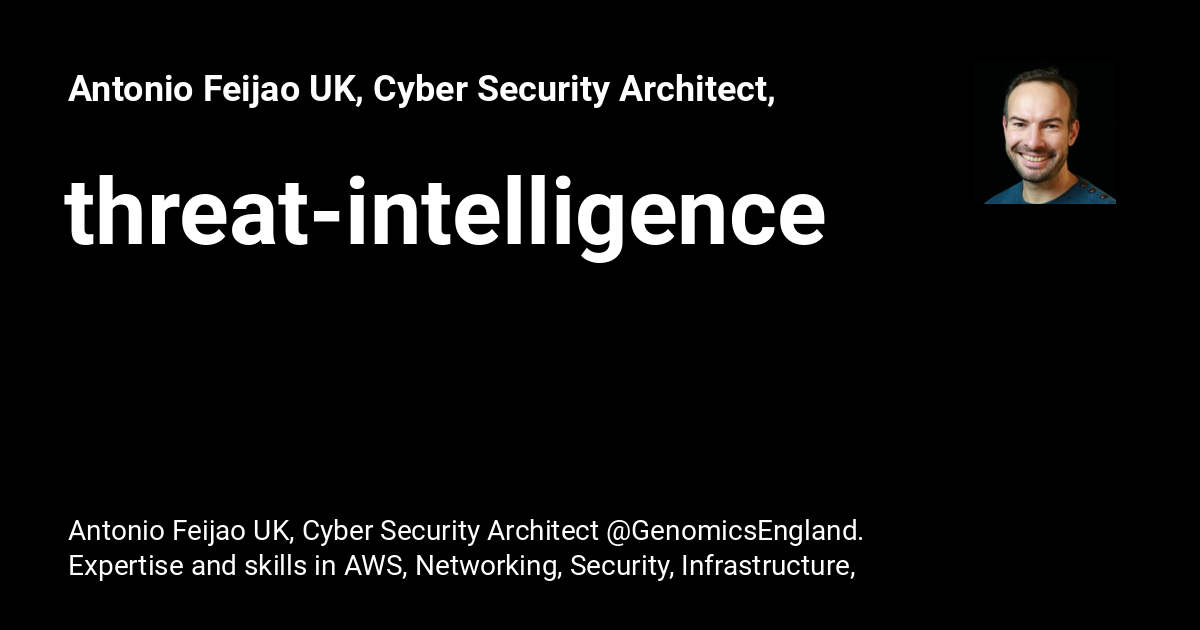 Antonio Feijao UK, Cyber Security Architect,
threat-intelligence
Antonio Feijao UK, Cyber Security Architect @GenomicsEngland.
Expertise and skills in AWS, Networking, Security, Infrastructure,